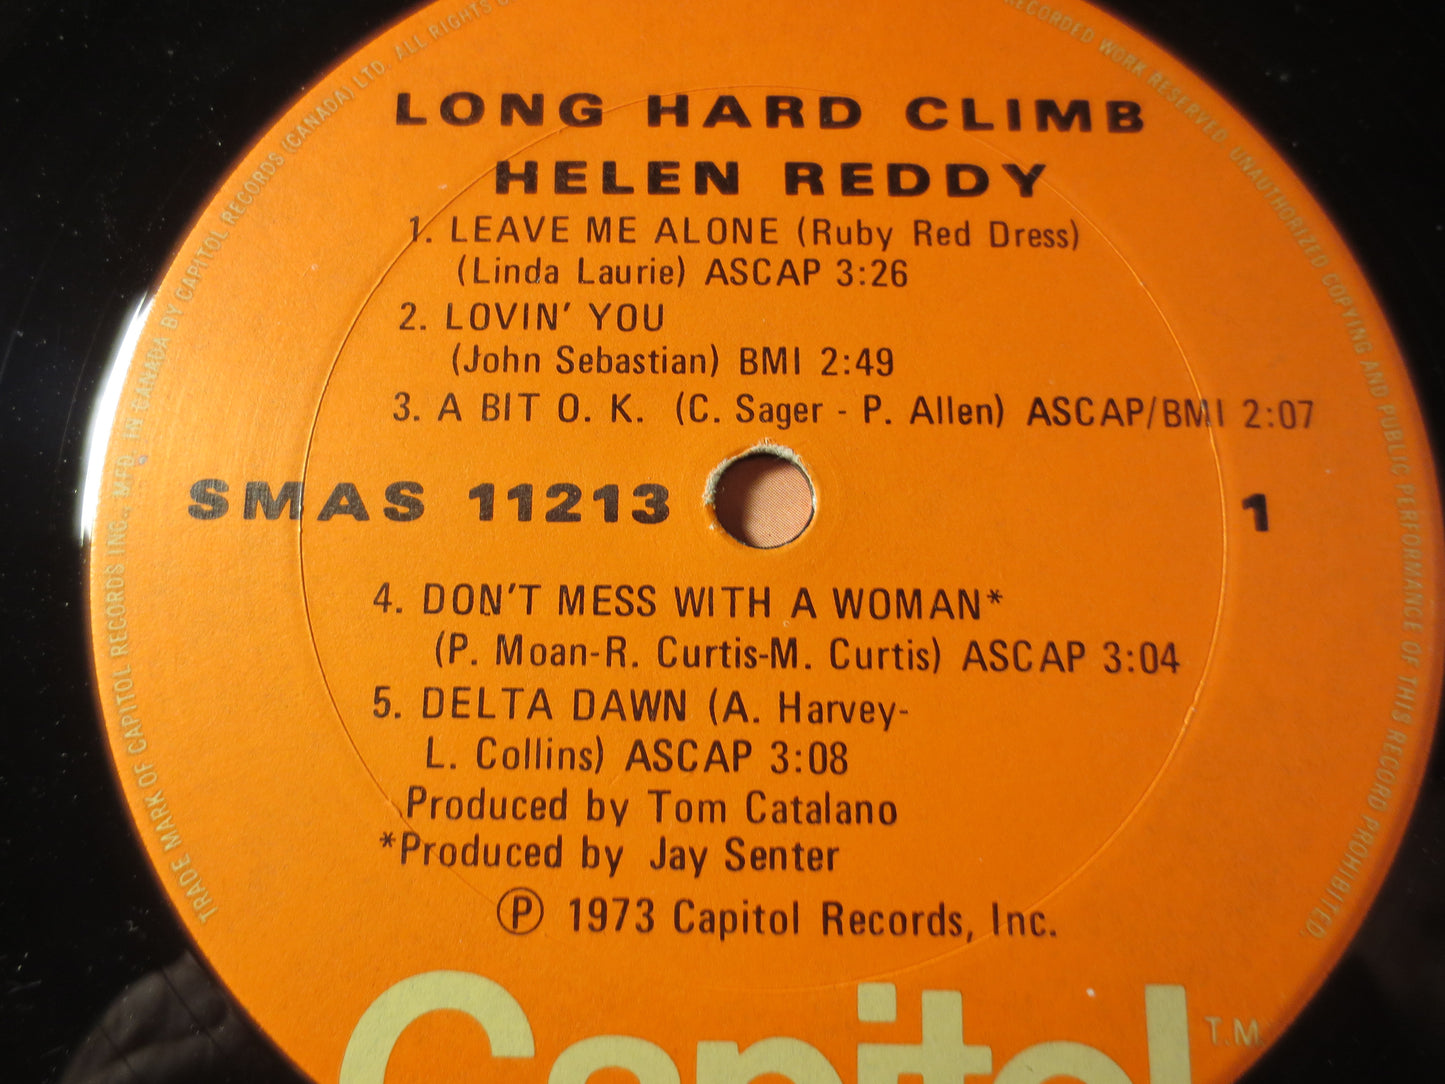 LONG HARD CLIMB
HELEN REDDY
1. LEAVE ME ALONE (Ruby Red Dress)
(Linda Laurie) ASCAP 3:26
2. LOVIN' YOU
(John Sebastian) BMI 2:49
3. A BIT O. K. (C. Sager - P. Allen) ASCAP/BMI 2:07
SMAS 11213 1
4. DON'T MESS WITH A WOMAN*
(P. Moan-R. Curtis-M. Curtis) ASCAP 3:04
5. DELTA DAWN (A. Harvey-
L. Collins) ASCAP 3:08
Produced by Tom Catalano
*Produced by Jay Senter
Ⓟ 1973 Capitol Records, Inc.
Capitol T.M.
TRADE MARK OF CAPITOL RECORDS INC., MFD. IN CANADA BY CAPITOL RECORDS (CANADA) LTD. ALL RIGHTS
RECORDED WORK RESERVED. UNAUTHORIZED COPYING AND PUBLIC PERFORMANCE OF THIS RECORD PROHIBITED.